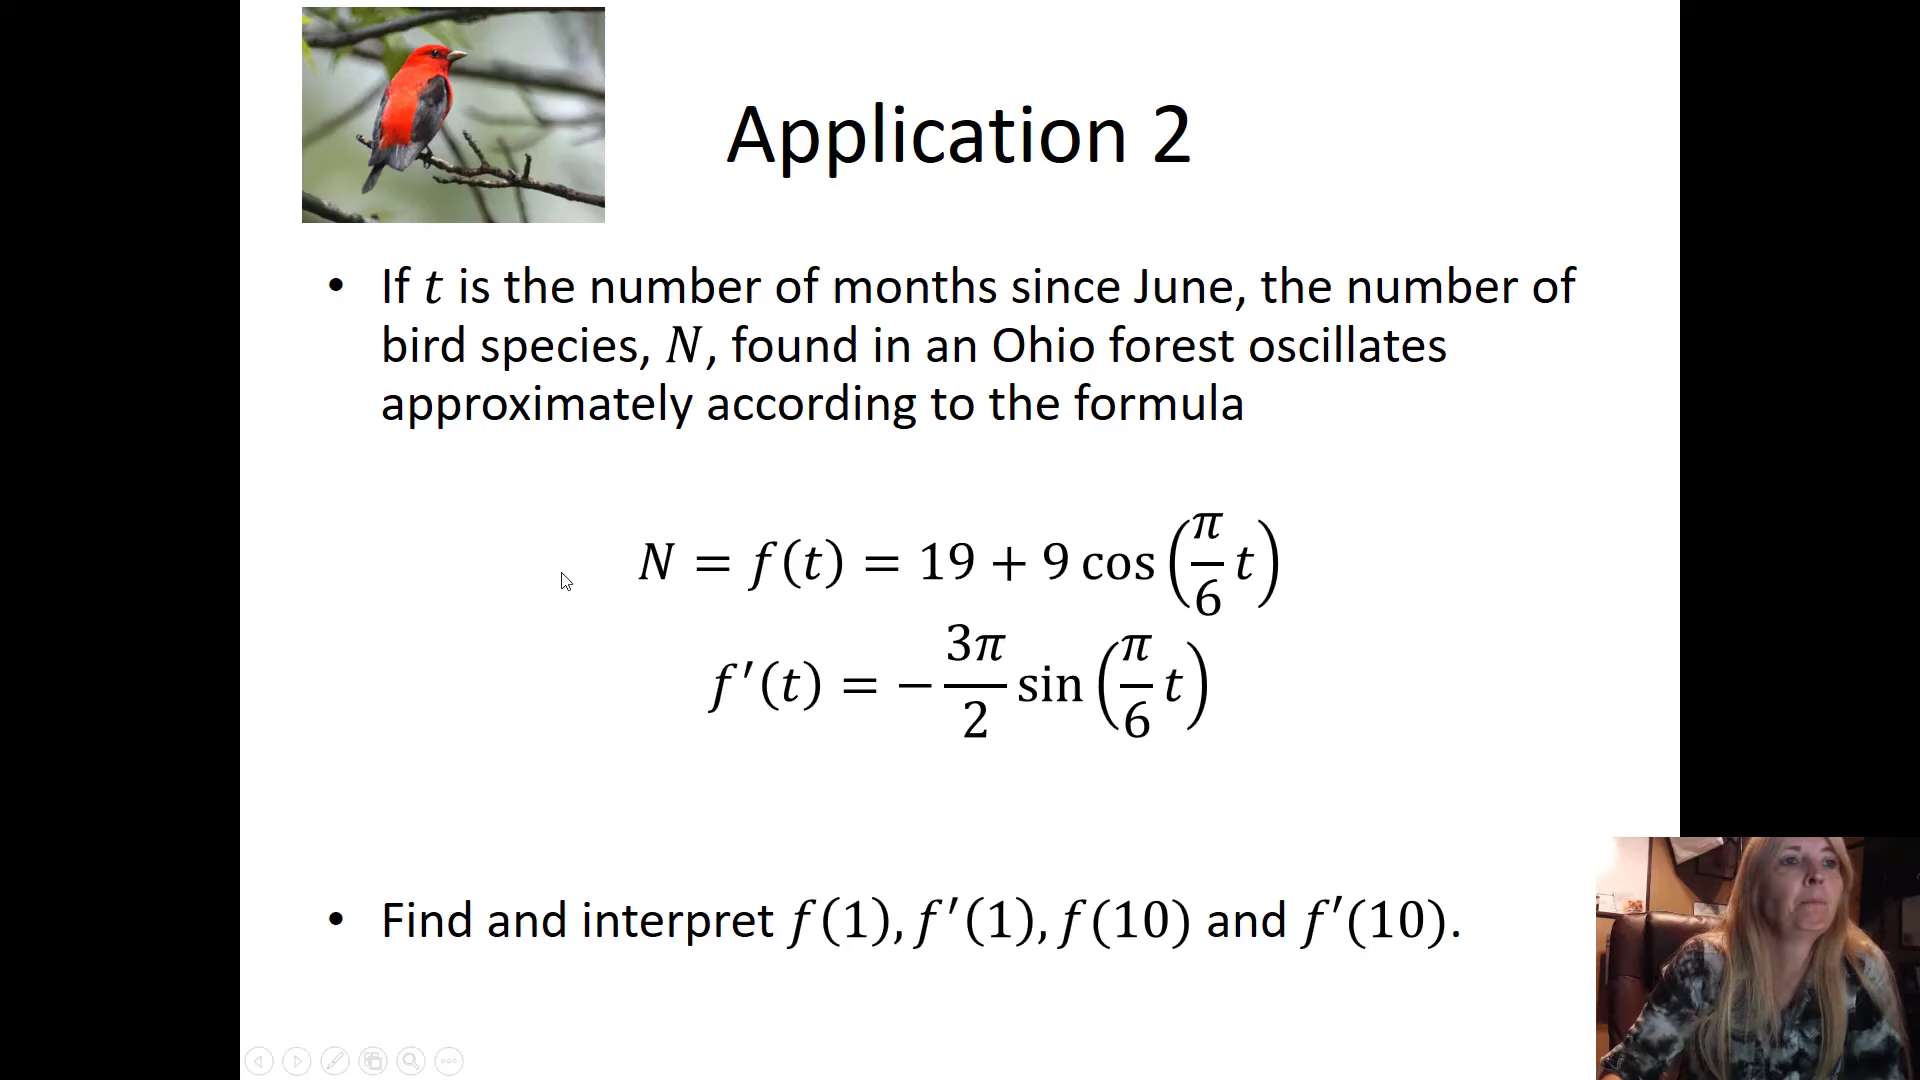 Application 2
• If t is the number of months since June, the number of
bird species, N, found in an Ohio forest oscillates
approximately according to the formula
N = f(t) = 19 + 9 cos(π/6 t)
f′(t) = − 3π/2 sin(π/6 t)
• Find and interpret f(1), f′(1), f(10) and f′(10).